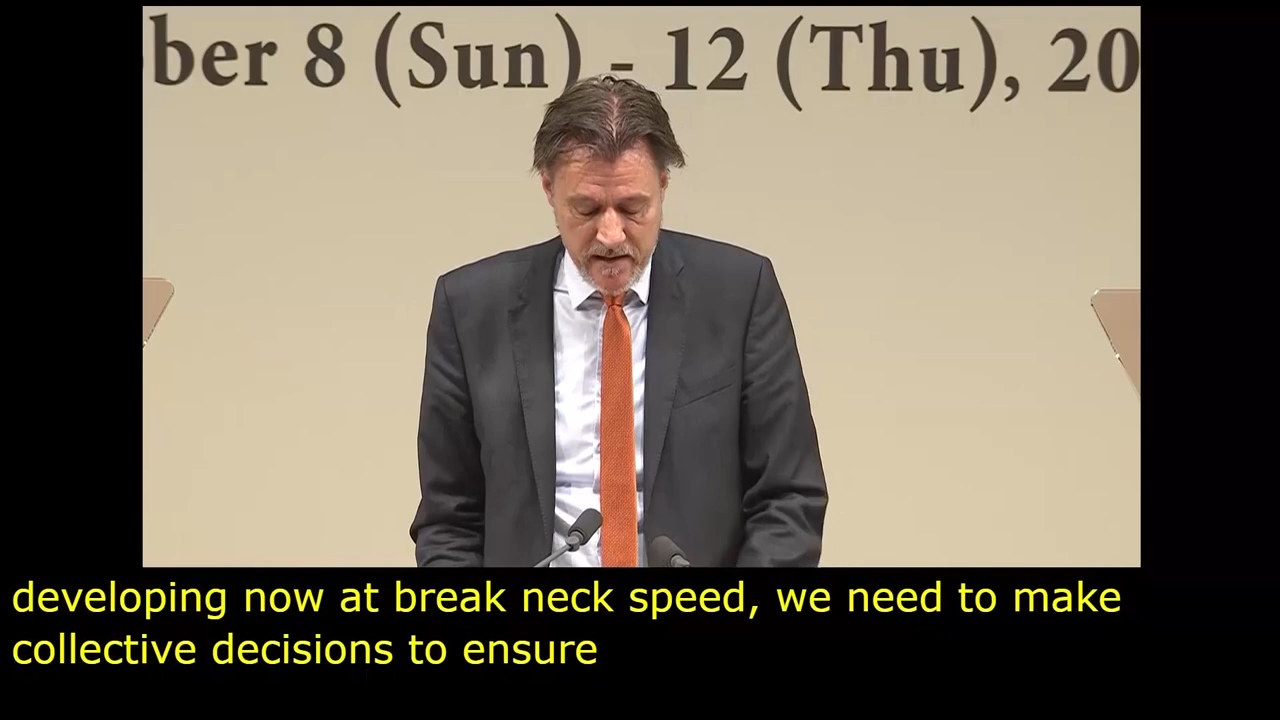 ber 8 (Sun) - 12 (Thu), 20
developing now at break neck speed, we need to make
collective decisions to ensure